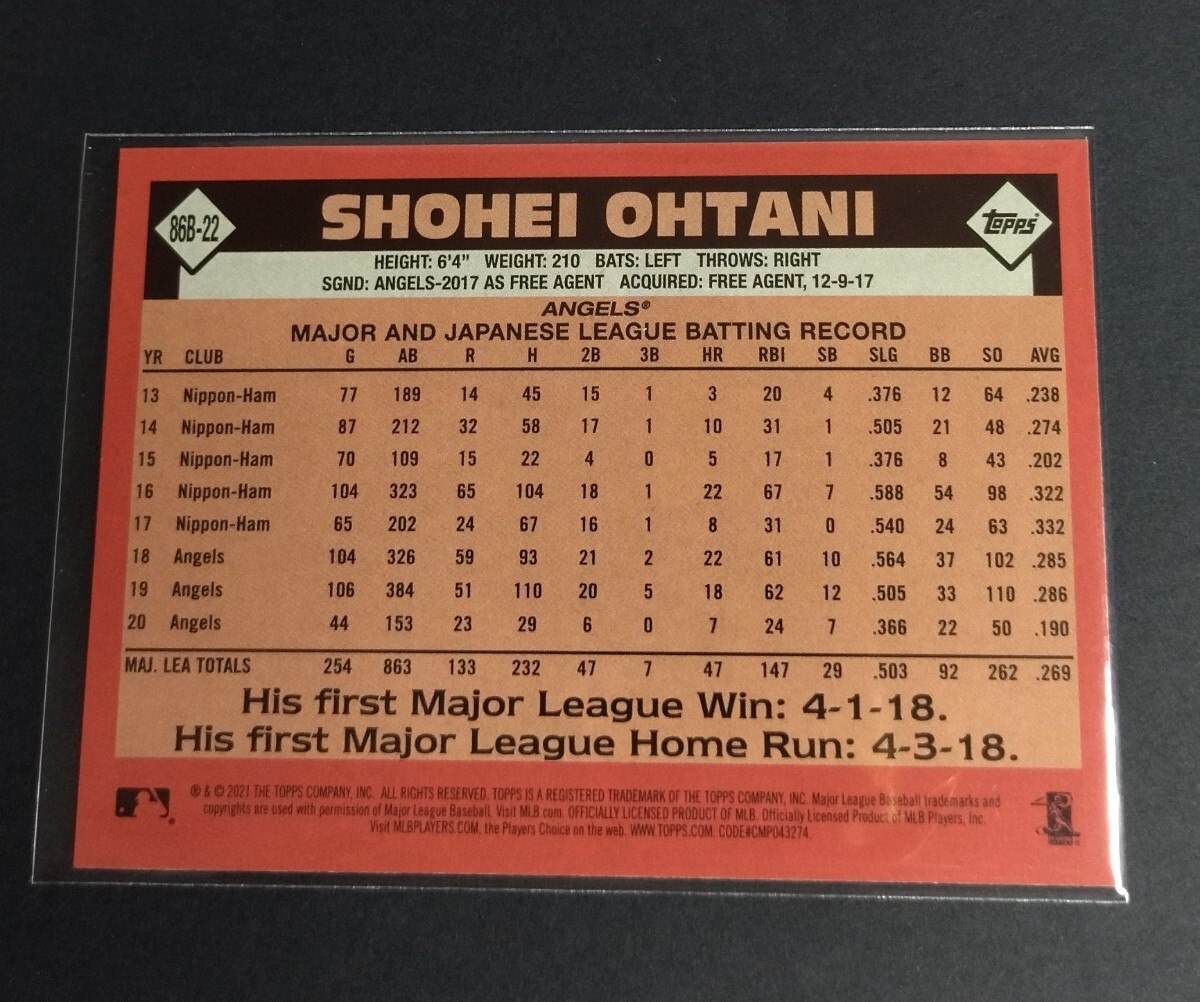 86B-22
SHOHEI OHTANI
topps®
HEIGHT: 6'4" WEIGHT: 210 BATS: LEFT THROWS: RIGHT
SGND: ANGELS-2017 AS FREE AGENT ACQUIRED: FREE AGENT, 12-9-17
ANGELS®
MAJOR AND JAPANESE LEAGUE BATTING RECORD
YR CLUB G AB R H 2B 3B HR RBI SB SLG BB SO AVG
13 Nippon-Ham 77 189 14 45 15 1 3 20 4 .376 12 64 .238
14 Nippon-Ham 87 212 32 58 17 1 10 31 1 .505 21 48 .274
15 Nippon-Ham 70 109 15 22 4 0 5 17 1 .376 8 43 .202
16 Nippon-Ham 104 323 65 104 18 1 22 67 7 .588 54 98 .322
17 Nippon-Ham 65 202 24 67 16 1 8 31 0 .540 24 63 .332
18 Angels 104 326 59 93 21 2 22 61 10 .564 37 102 .285
19 Angels 106 384 51 110 20 5 18 62 12 .505 33 110 .286
20 Angels 44 153 23 29 6 0 7 24 7 .366 22 50 .190
MAJ. LEA TOTALS 254 863 133 232 47 7 47 147 29 .503 92 262 .269
His first Major League Win: 4-1-18.
His first Major League Home Run: 4-3-18.
® & © 2021 THE TOPPS COMPANY, INC. ALL RIGHTS RESERVED. TOPPS IS A REGISTERED TRADEMARK OF THE TOPPS COMPANY, INC. Major League Baseball trademarks and
copyrights are used with permission of Major League Baseball. Visit MLB.com. OFFICIALLY LICENSED PRODUCT OF MLB. Officially Licensed Product of MLB Players, Inc.
Visit MLBPLAYERS.COM, the Players Choice on the web. WWW.TOPPS.COM. CODE#CMP043274.